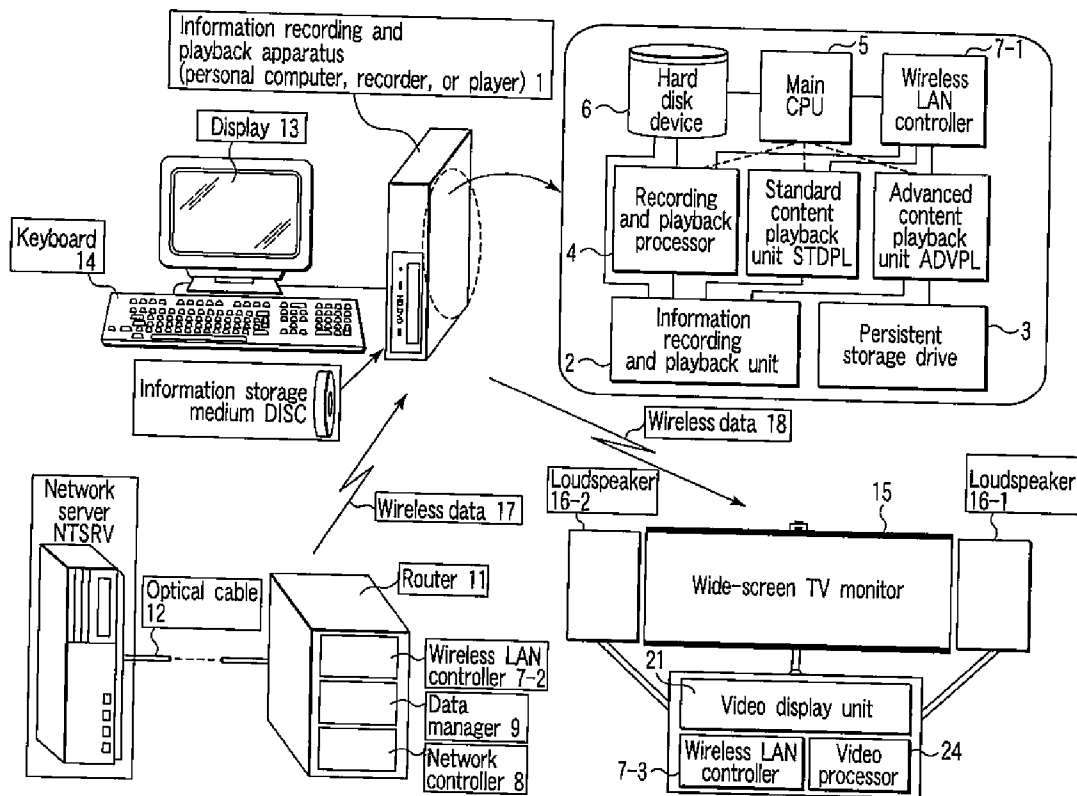 Information recording and
playback apparatus
(personal computer, recorder, or player) 1
Display 13
Keyboard
14
Information storage
medium DISC
5
7-1
6
Hard
disk
device
Main
CPU
Wireless
LAN
controller
4
Recording
and playback
processor
Standard
content
playback
unit STDPL
Advanced
content
playback
unit ADVPL
2
Information
recording
and playback unit
Persistent
storage drive
3
Wireless data 18
Wireless data 17
Network
server
NTSRV
Optical cable
12
Router 11
Wireless LAN
controller 7-2
Data
manager 9
Network
controller 8
Loudspeaker
16-2
15
Loudspeaker
16-1
Wide-screen TV monitor
21
Video display unit
7-3
Wireless LAN
controller
Video
processor
24